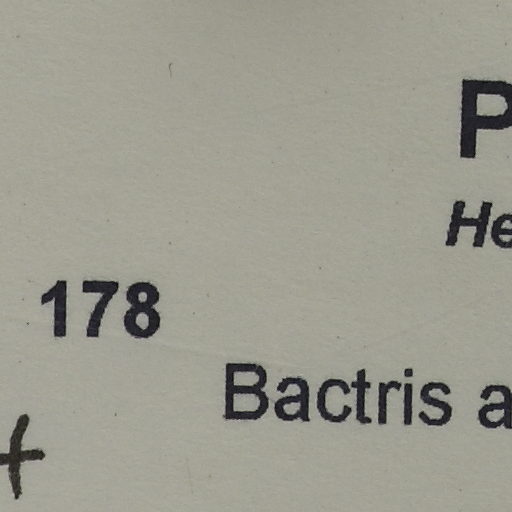 P
He
178
Bactris a
+